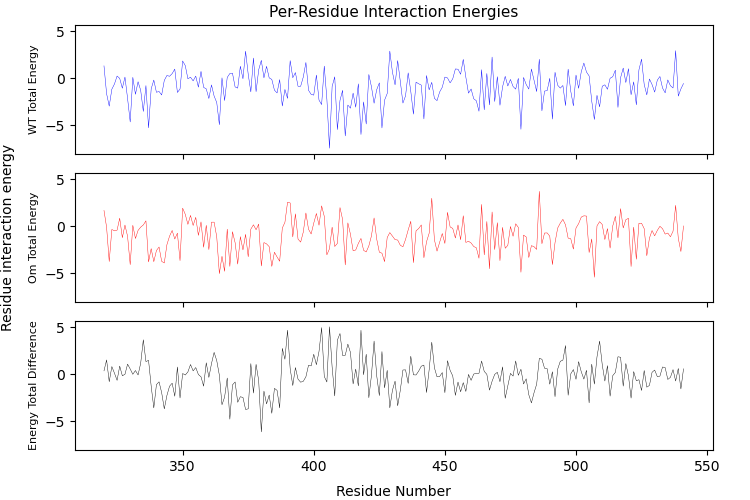 Per-Residue Interaction Energies
Residue interaction energy
WT Total Energy
5
0
−5
Om Total Energy
5
0
−5
Energy Total Difference
5
0
−5
350
400
450
500
550
Residue Number